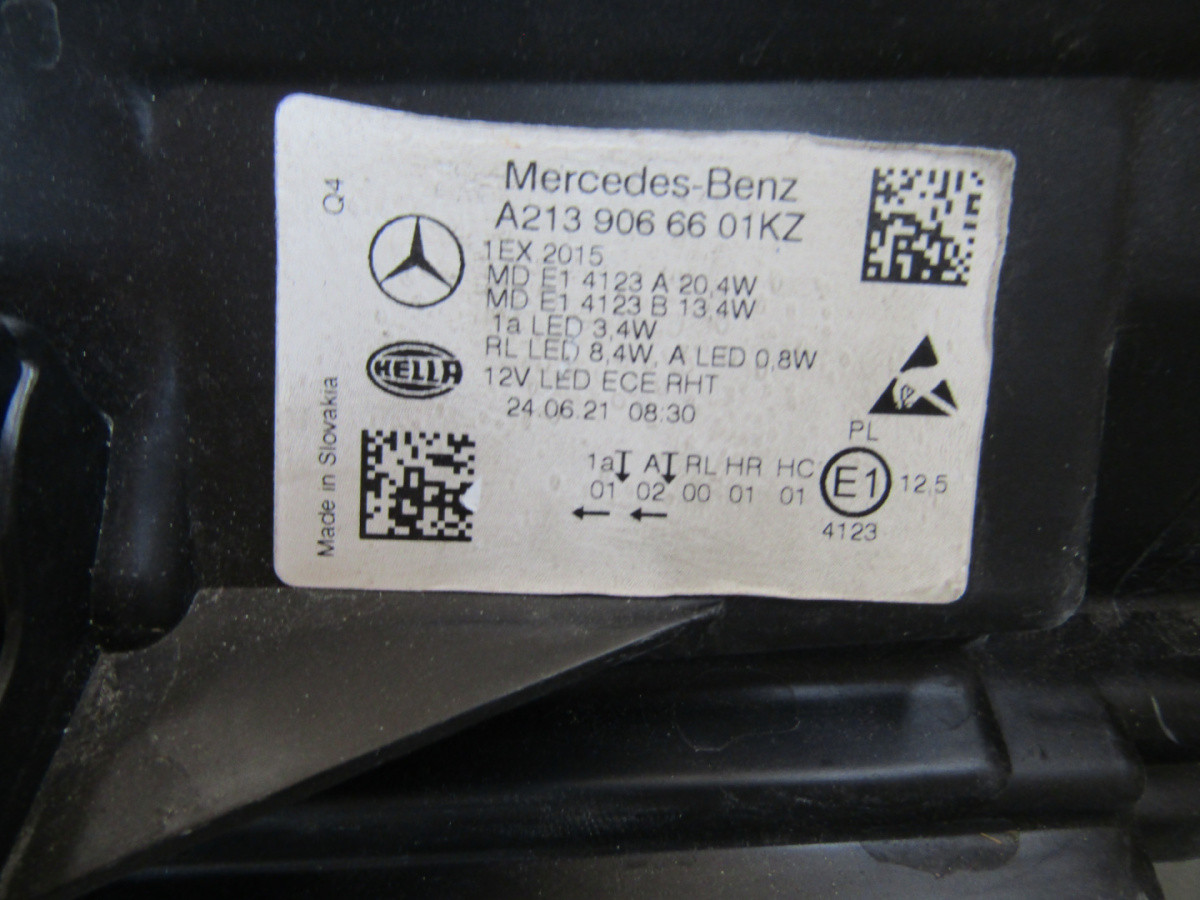 Q4
Mercedes-Benz
A213 906 66 01KZ
1EX 2015
MD E1 4123 A 20,4W
MD E1 4123 B 13,4W
1a LED 3,4W
RL LED 8,4W, A LED 0,8W
12V LED ECE RHT
24.06.21 08:30
HELLA
Made in Slovakia
PL
1a A RL HR HC E1 12,5
01 02 00 01 01
4123